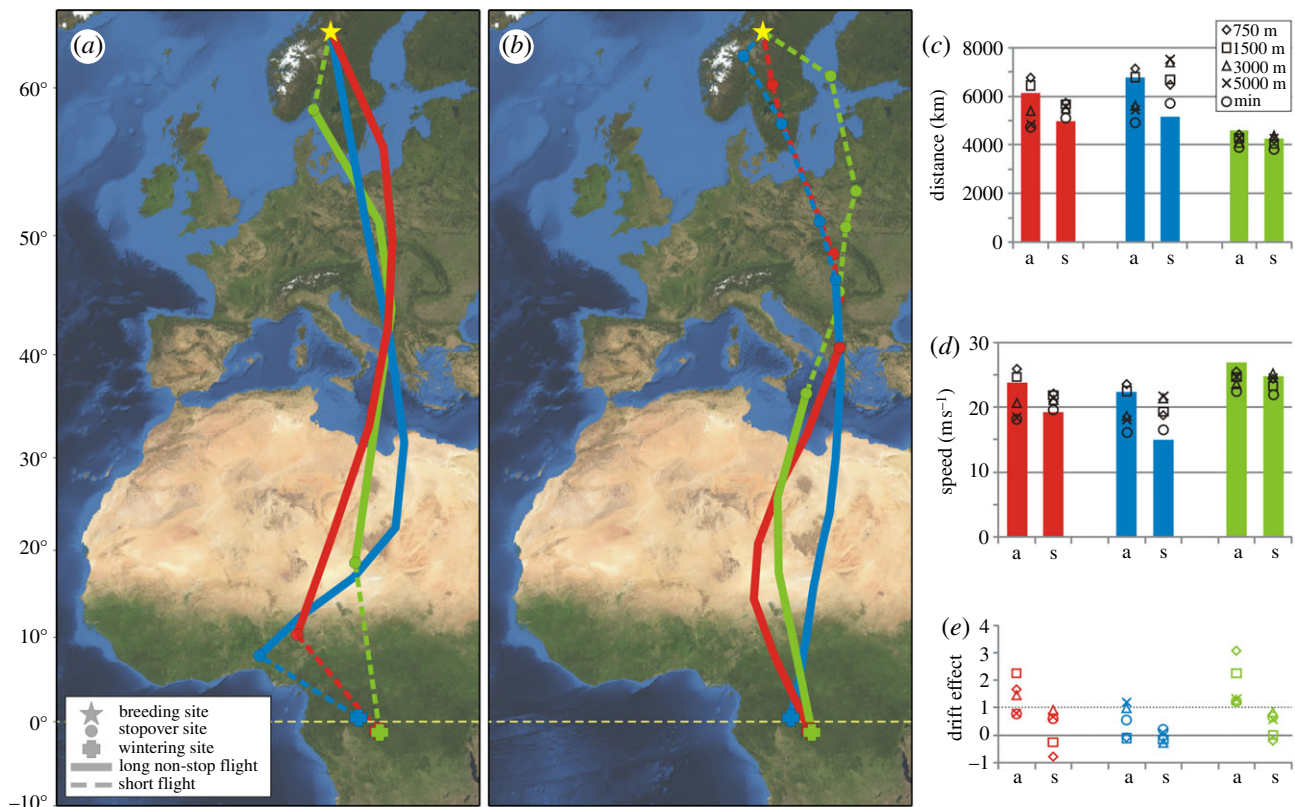 (a)
60°
50°
40°
30°
20°
10°
0°
−10°
breeding site
stopover site
wintering site
long non-stop flight
short flight
(b)
(c)
750 m
1500 m
3000 m
5000 m
min
8000
6000
4000
2000
0
distance (km)
a s a s a s
(d)
30
20
10
0
speed (m s−1)
a s a s a s
(e)
4
3
2
1
0
−1
drift effect
a s a s a s